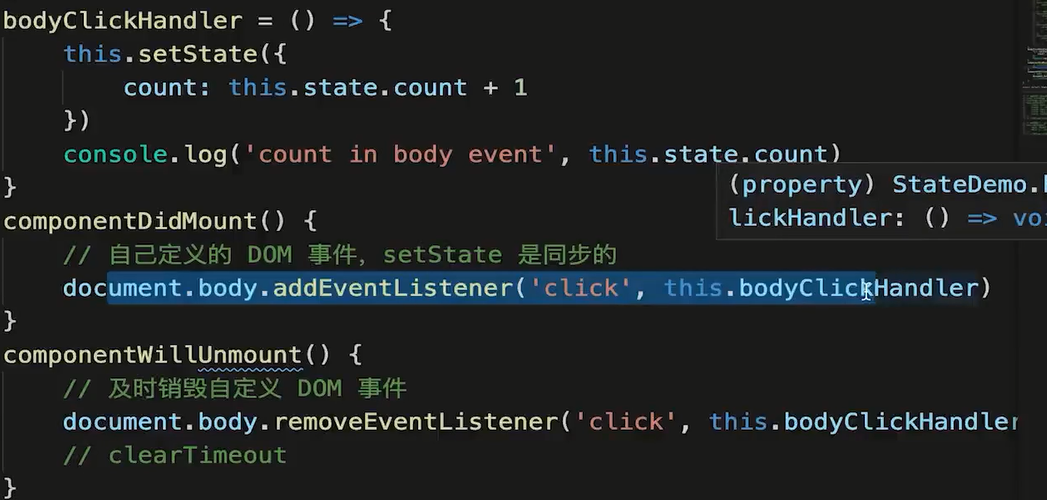 bodyClickHandler = () => {
this.setState({
count: this.state.count + 1
})
console.log('count in body event', this.state.count)
}
(property) StateDemo.
lickHandler: () => vo
componentDidMount() {
// 自己定义的 DOM 事件，setState 是同步的
document.body.addEventListener('click', this.bodyClickHandler)
}
componentWillUnmount() {
// 及时销毁自定义 DOM 事件
document.body.removeEventListener('click', this.bodyClickHandler
// clearTimeout
}